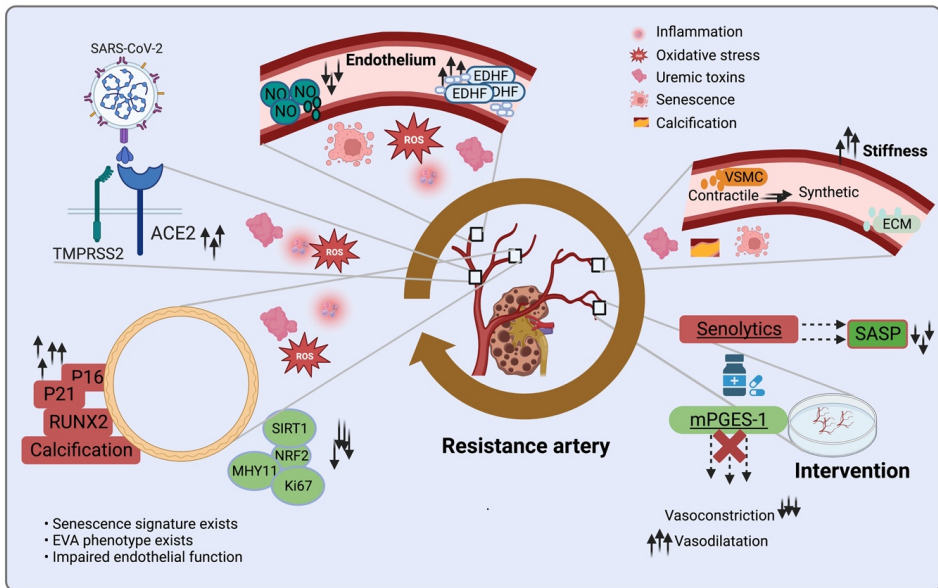 SARS-CoV-2
TMPRSS2
ACE2
Endothelium
NO
NO
NO
EDHF
EDHF
DHF
ROS
Inflammation
Oxidative stress
ROS
Uremic toxins
Senescence
Calcification
Stiffness
VSMC
Contractile
Synthetic
ECM
ROS
ROS
P16
P21
RUNX2
Calcification
SIRT1
NRF2
MHY11
Ki67
Resistance artery
Senolytics
SASP
mPGES-1
Intervention
Vasoconstriction
Vasodilatation
• Senescence signature exists
• EVA phenotype exists
• Impaired endothelial function